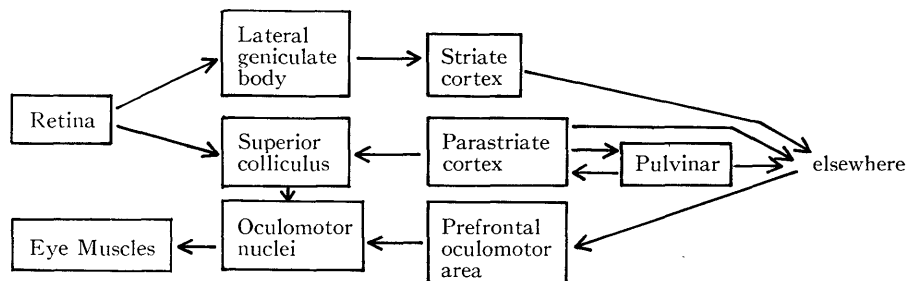 Lateral
geniculate
body
Striate
cortex
Retina
Superior
colliculus
Parastriate
cortex
Pulvinar
elsewhere
Eye Muscles
Oculomotor
nuclei
Prefrontal
oculomotor
area